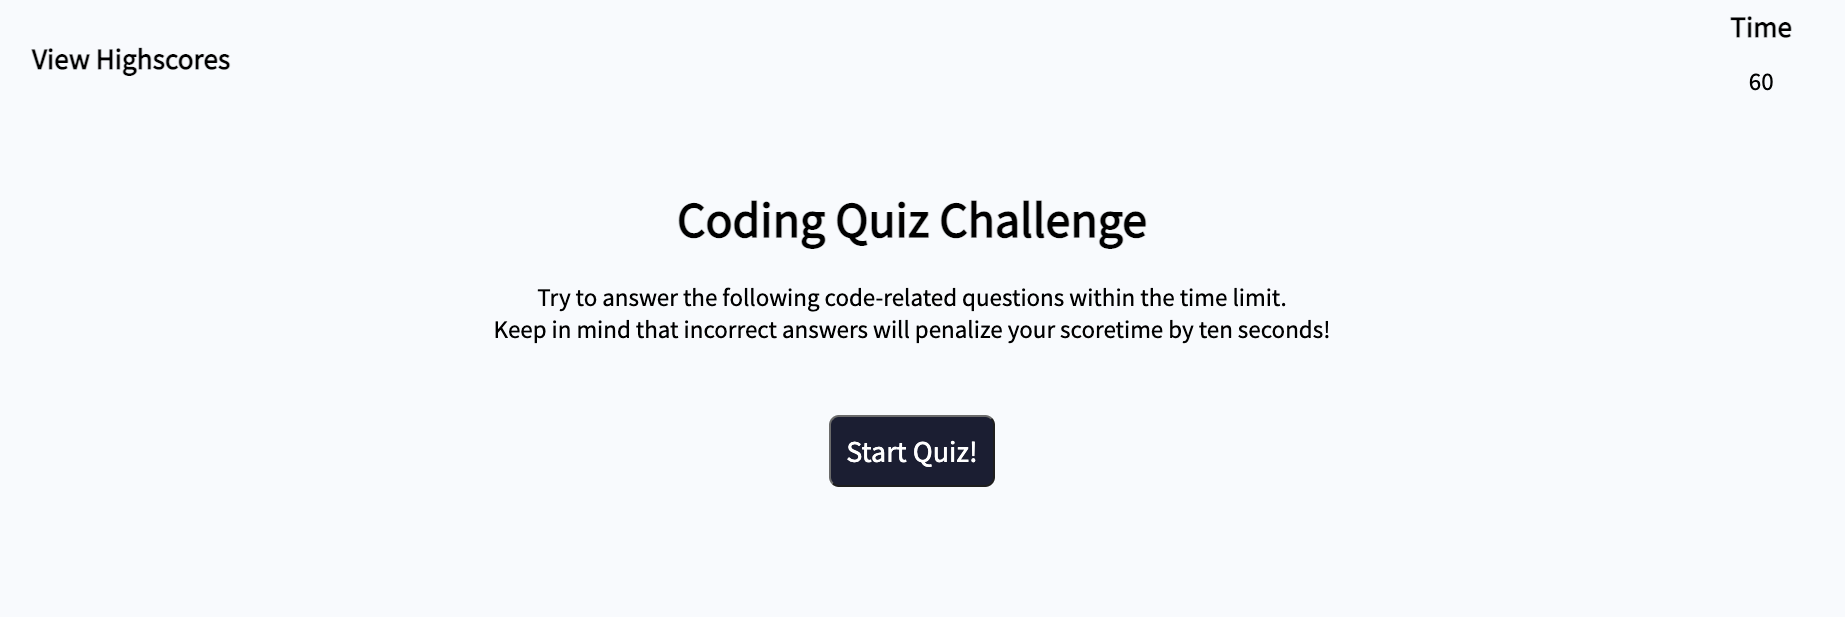 View Highscores
Time
60
Coding Quiz Challenge
Try to answer the following code-related questions within the time limit.
Keep in mind that incorrect answers will penalize your scoretime by ten seconds!
Start Quiz!